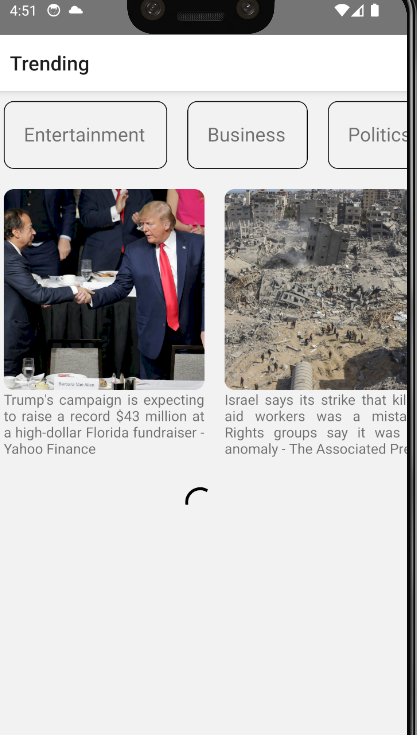 4:51
Trending
Entertainment
Business
Politics
Trump's campaign is expecting
to raise a record $43 million at
a high-dollar Florida fundraiser -
Yahoo Finance
Israel says its strike that kil
aid workers was a mista
Rights groups say it was
anomaly - The Associated Pre